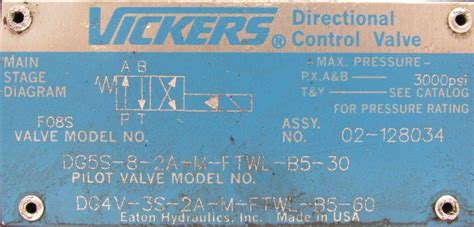 VICKERS® Directional Control Valve
MAIN STAGE DIAGRAM
A B
P T
MAX. PRESSURE
P,X,A&B 3000psi
T&Y SEE CATALOG
FOR PRESSURE RATING
F08S
VALVE MODEL NO.
ASSY. NO. 02-128034
DG5S-8-2A-M-FTWL-B5-30
PILOT VALVE MODEL NO.
DG4V-3S-2A-M-FTWL-B5-60
Eaton Hydraulics, Inc. Made in USA